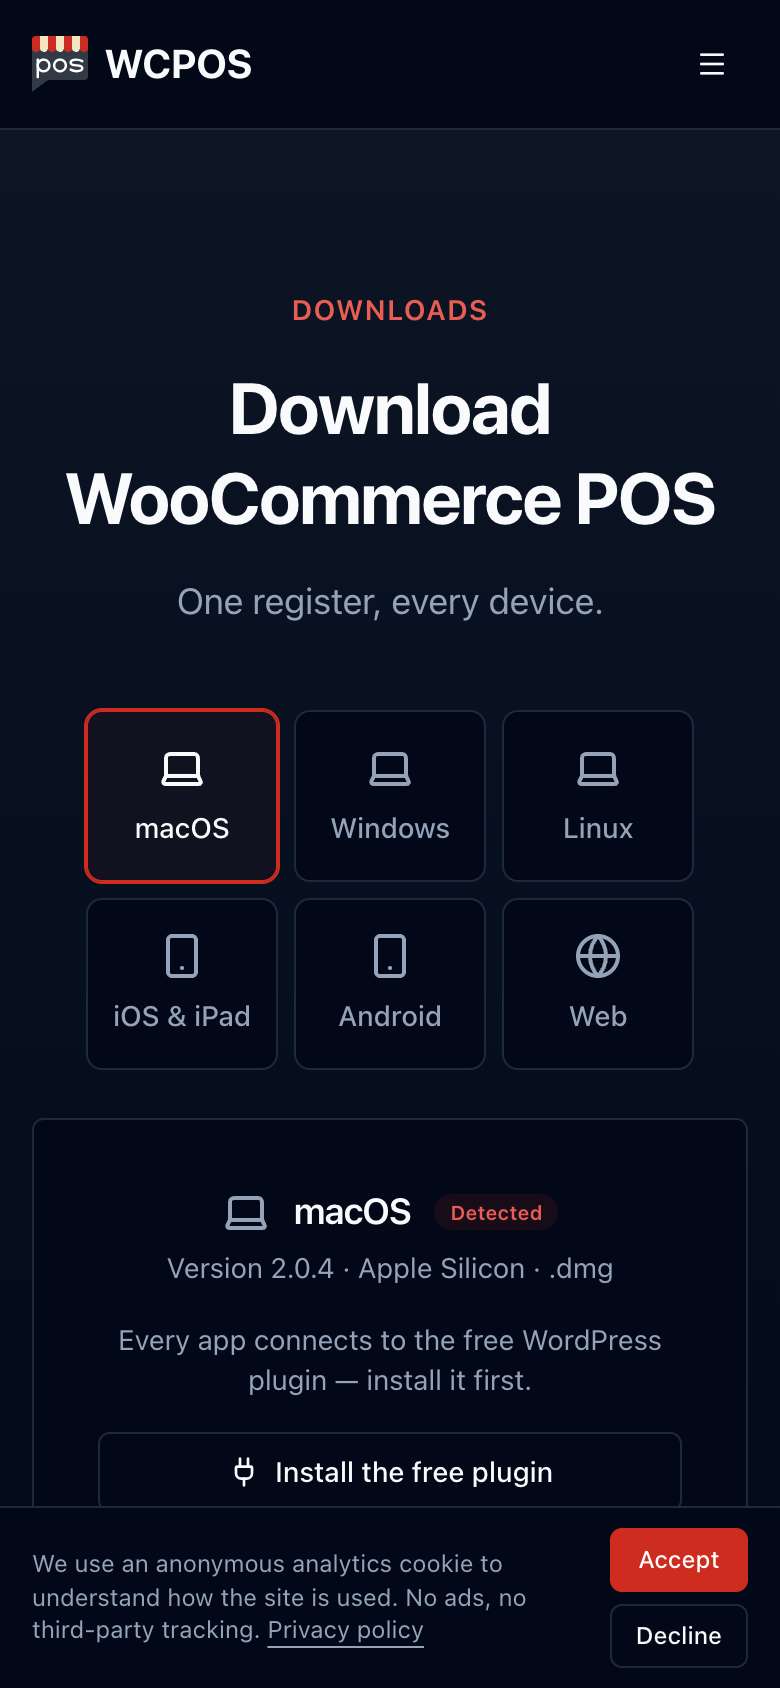 pos WCPOS
DOWNLOADS
Download
WooCommerce POS
One register, every device.
macOS
Windows
Linux
iOS & iPad
Android
Web
macOS Detected
Version 2.0.4 · Apple Silicon · .dmg
Every app connects to the free WordPress
plugin — install it first.
Install the free plugin
We use an anonymous analytics cookie to
understand how the site is used. No ads, no
third-party tracking. Privacy policy
Accept
Decline